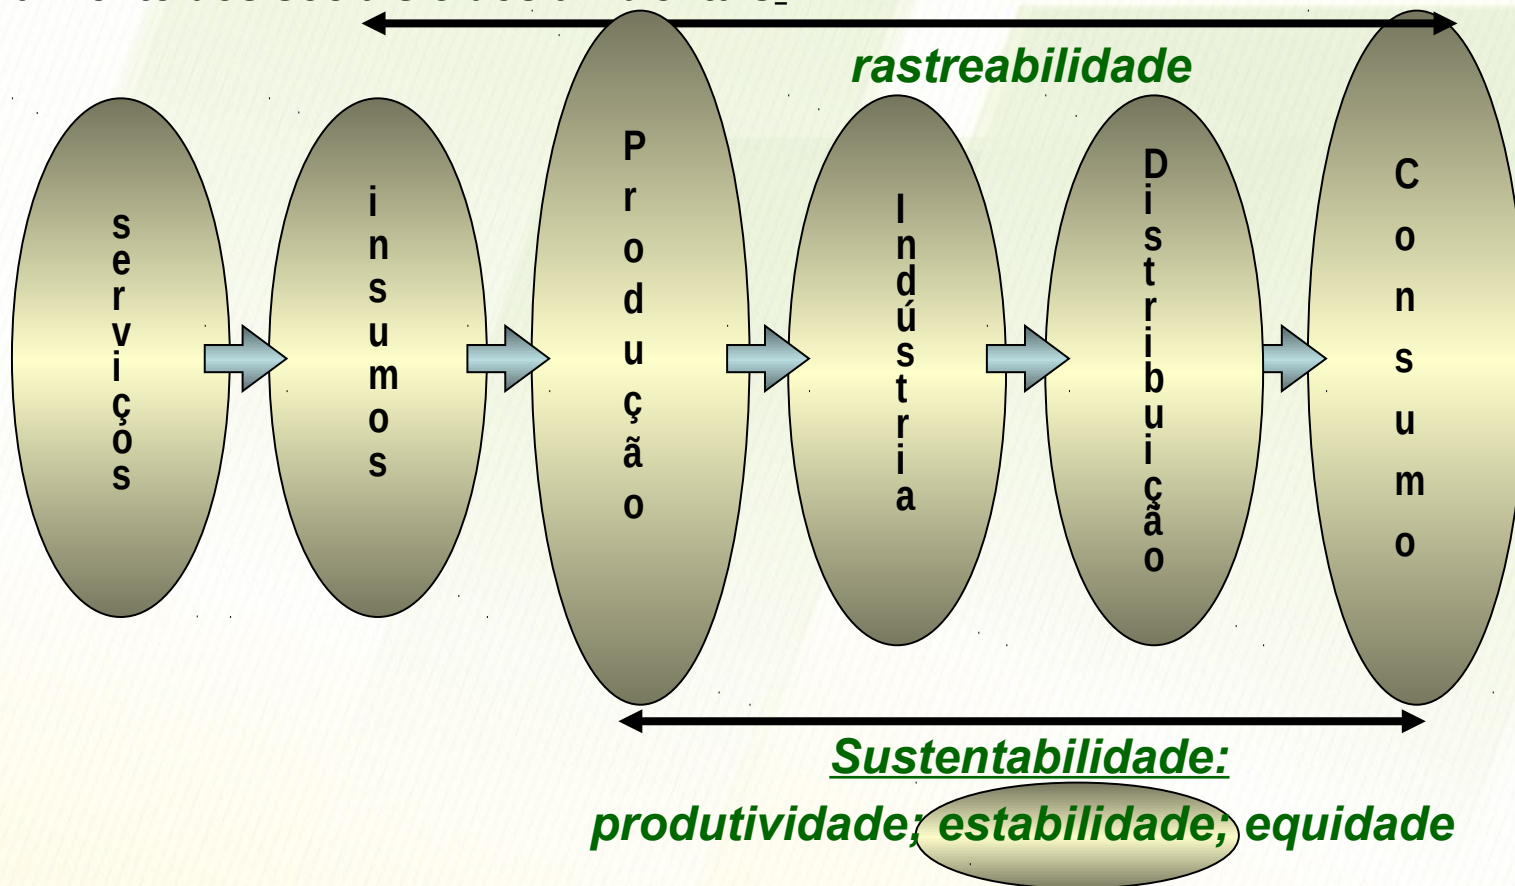 rastreabilidade
serviços
insumos
Produção
Indústria
Distribuição
Consumo
Sustentabilidade:
produtividade; estabilidade; equidade